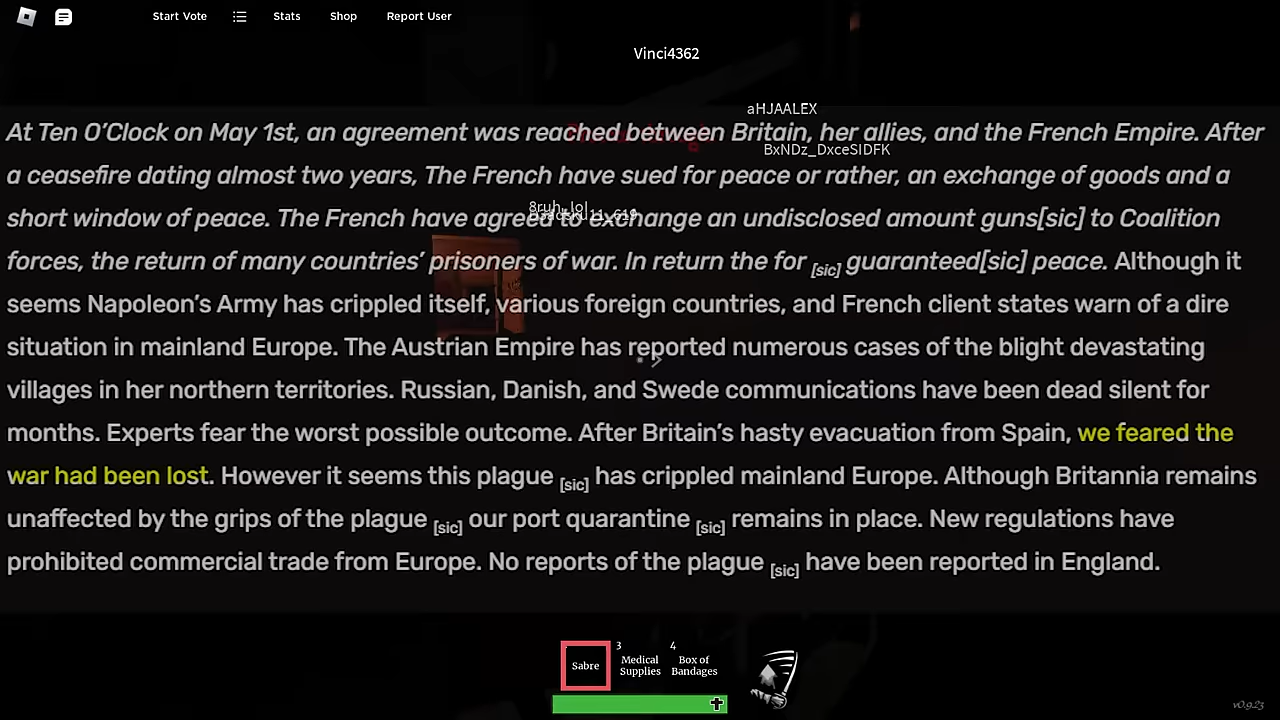 Start Vote Stats Shop Report User
Vinci4362
aHJAALEX
At Ten O'Clock on May 1st, an agreement was reached between Britain, her allies, and the French Empire. After
BxNDz_DxceSIDFK
a ceasefire dating almost two years, The French have sued for peace or rather, an exchange of goods and a
8ruh_lol
short window of peace. The French have agreed to exchange an undisclosed amount guns[sic] to Coalition
forces, the return of many countries' prisoners of war. In return the for [sic] guaranteed[sic] peace. Although it
seems Napoleon's Army has crippled itself, various foreign countries, and French client states warn of a dire
situation in mainland Europe. The Austrian Empire has reported numerous cases of the blight devastating
villages in her northern territories. Russian, Danish, and Swede communications have been dead silent for
months. Experts fear the worst possible outcome. After Britain's hasty evacuation from Spain, we feared the
war had been lost. However it seems this plague [sic] has crippled mainland Europe. Although Britannia remains
unaffected by the grips of the plague [sic] our port quarantine [sic] remains in place. New regulations have
prohibited commercial trade from Europe. No reports of the plague [sic] have been reported in England.
3 4
Sabre Medical Box of
Supplies Bandages
v0.9.23